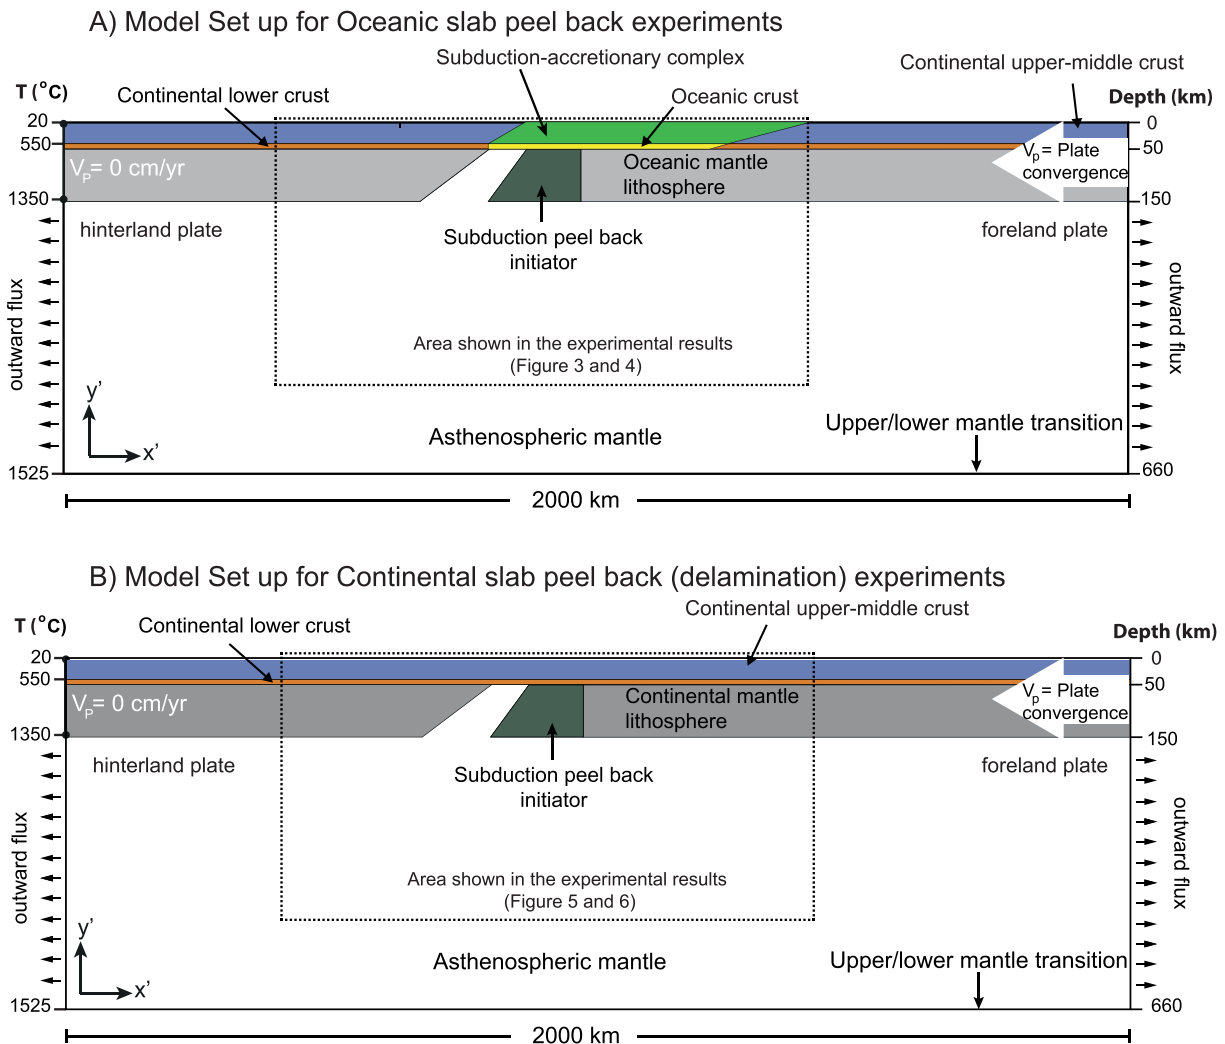 A) Model Set up for Oceanic slab peel back experiments
Subduction-accretionary complex
Continental upper-middle crust
T (°C)
Continental lower crust
Oceanic crust
Depth (km)
20
0
550
50
V_P = 0 cm/yr
Oceanic mantle
lithosphere
V_p = Plate
convergence
1350
150
hinterland plate
Subduction peel back
initiator
foreland plate
outward flux
outward flux
Area shown in the experimental results
(Figure 3 and 4)
y’
x’
Asthenospheric mantle
Upper/lower mantle transition
1525
660
2000 km
B) Model Set up for Continental slab peel back (delamination) experiments
Continental upper-middle crust
T (°C)
Continental lower crust
Depth (km)
20
0
550
50
V_P = 0 cm/yr
Continental mantle
lithosphere
V_p = Plate
convergence
1350
150
hinterland plate
Subduction peel back
initiator
foreland plate
outward flux
outward flux
Area shown in the experimental results
(Figure 5 and 6)
y’
x’
Asthenospheric mantle
Upper/lower mantle transition
1525
660
2000 km